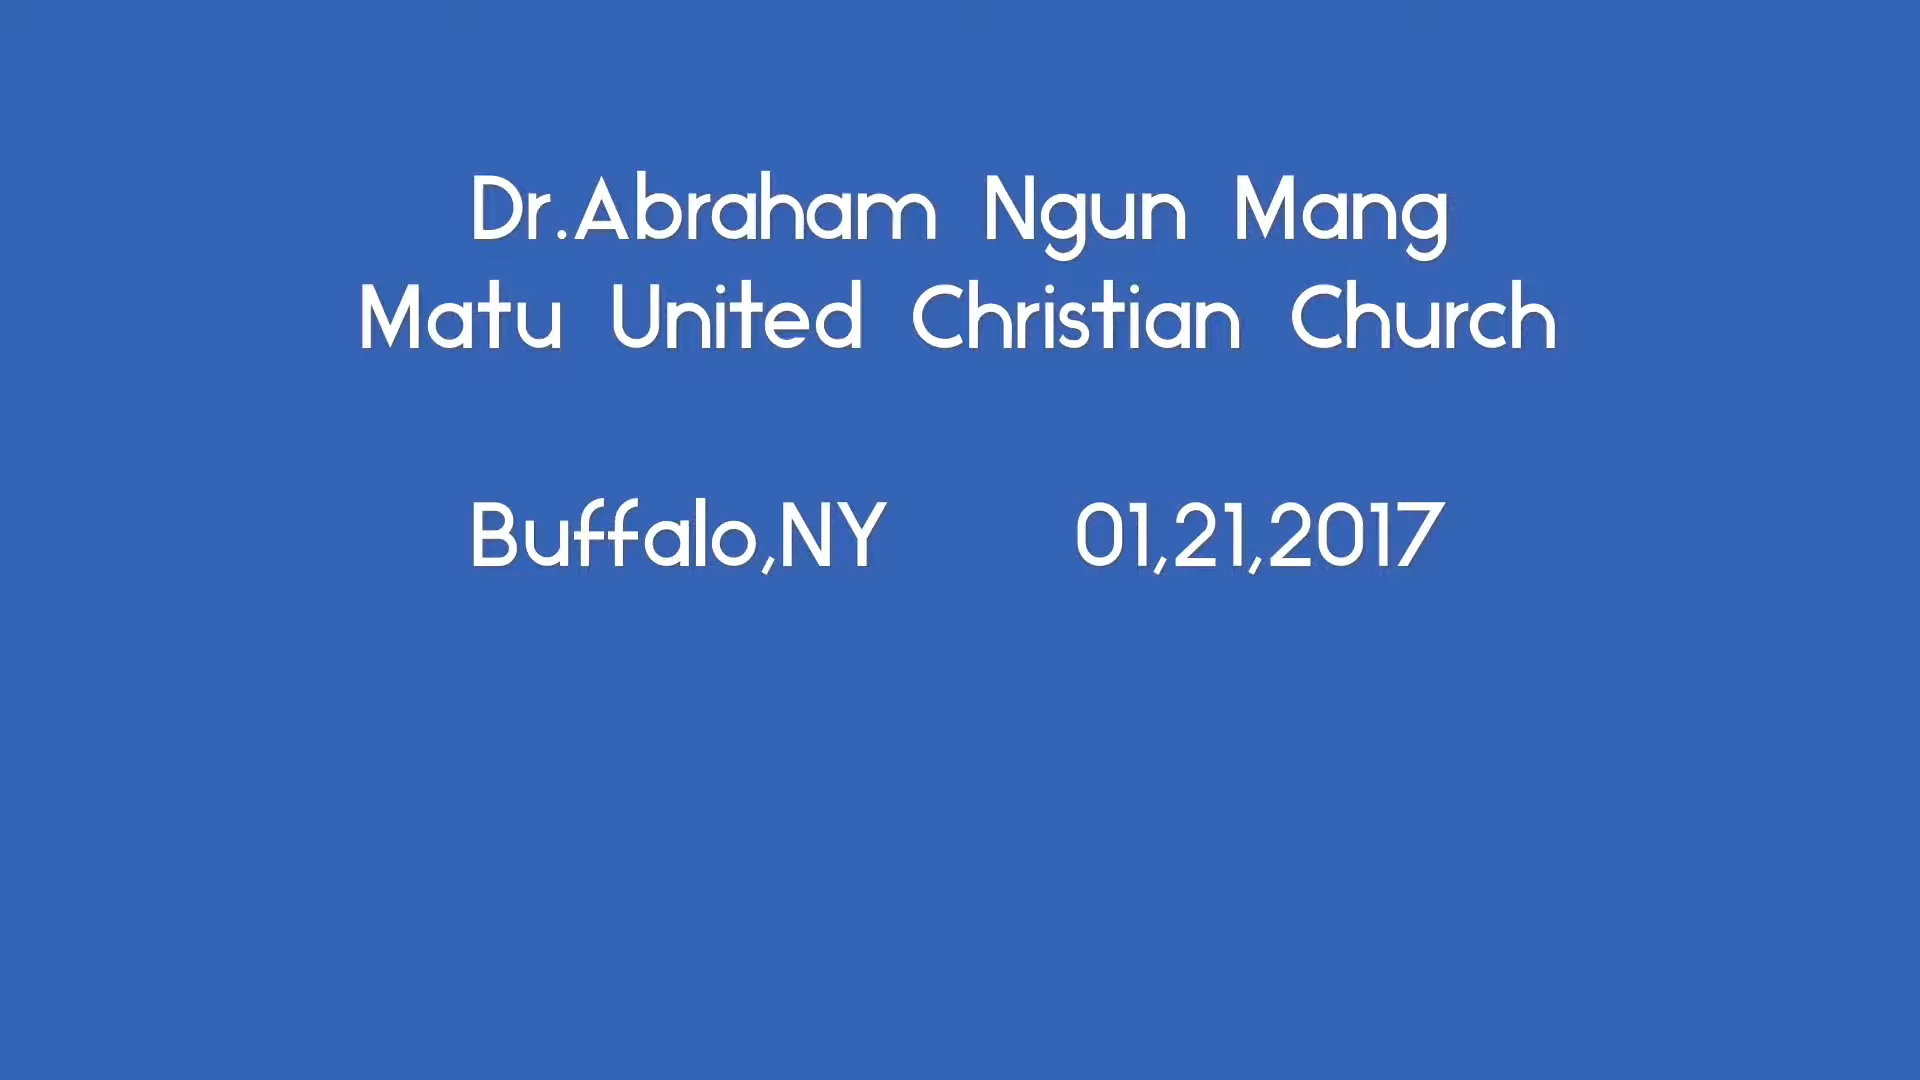 Dr.Abraham Ngun Mang
Matu United Christian Church
Buffalo,NY 01,21,2017